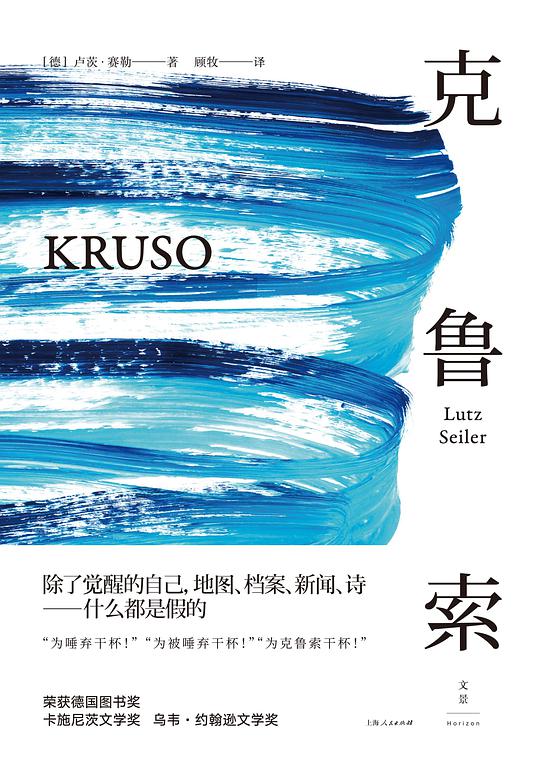 [德] 卢茨·赛勒——著 顾牧——译
克鲁索
KRUSO
Lutz
Seiler
除了觉醒的自己,地图、档案、新闻、诗
——什么都是假的
“为唾弃干杯!”“为被唾弃干杯!”“为克鲁索干杯!”
荣获德国图书奖
卡施尼茨文学奖 乌韦·约翰逊文学奖
文景
Horizon
上海人民出版社